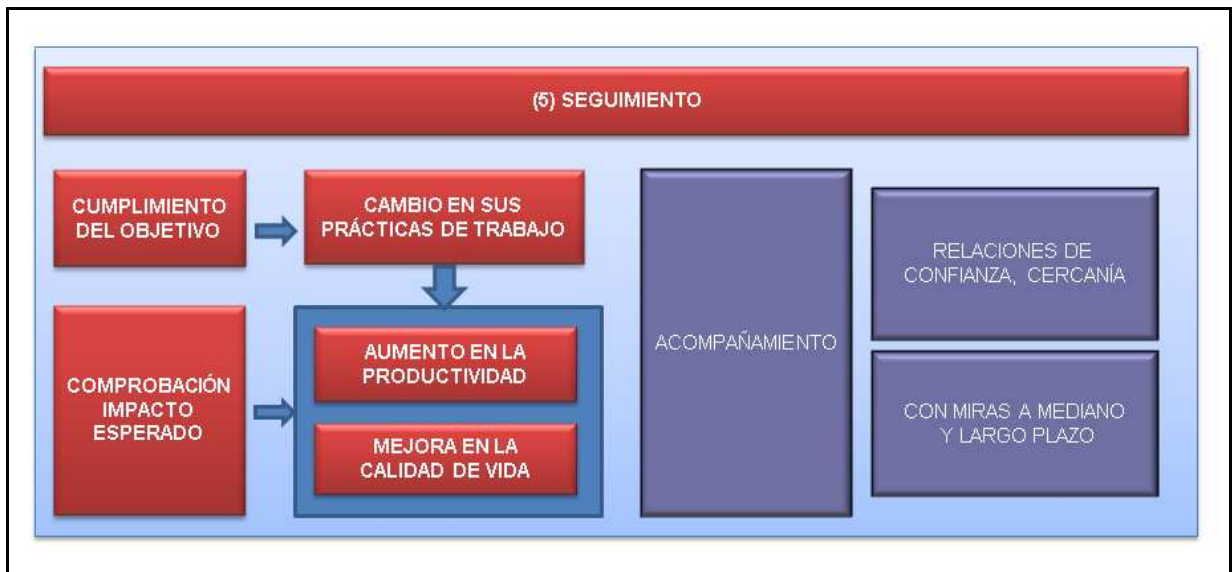 (5) SEGUIMIENTO
CUMPLIMIENTO
DEL OBJETIVO
CAMBIO EN SUS
PRÁCTICAS DE TRABAJO
COMPROBACIÓN
IMPACTO
ESPERADO
AUMENTO EN LA
PRODUCTIVIDAD
MEJORA EN LA
CALIDAD DE VIDA
ACOMPAÑAMIENTO
RELACIONES DE
CONFIANZA, CERCANÍA
CON MIRAS A MEDIANO
Y LARGO PLAZO